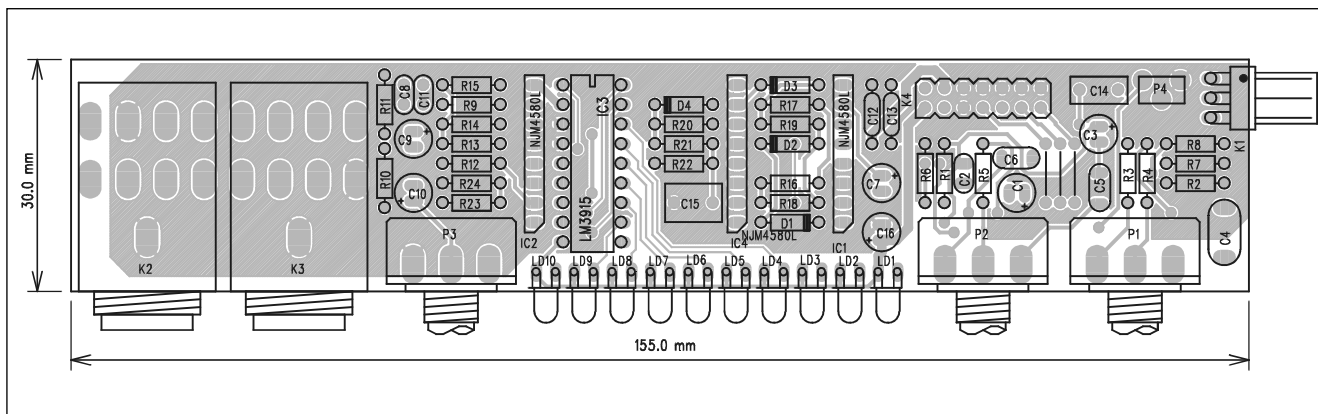 R15
R9
R14
R13
R12
R24
R23
R11
R10
C8
C11
C9
C10
P3
K2
K3
NJM4580L
IC2
LM3915
IC3
D4
R20
R21
R22
C15
NJM4580L
IC4
D3
R17
R19
D2
R16
R18
D1
NJM4580L
IC1
C12
C13
C7
C16
K4
R6
R1
C2
R5
C6
C1
P2
C14
P4
C3
C5
R3
R4
R8
R7
R2
K1
C4
P1
LD10
LD9
LD8
LD7
LD6
LD5
LD4
LD3
LD2
LD1
30.0 mm
155.0 mm